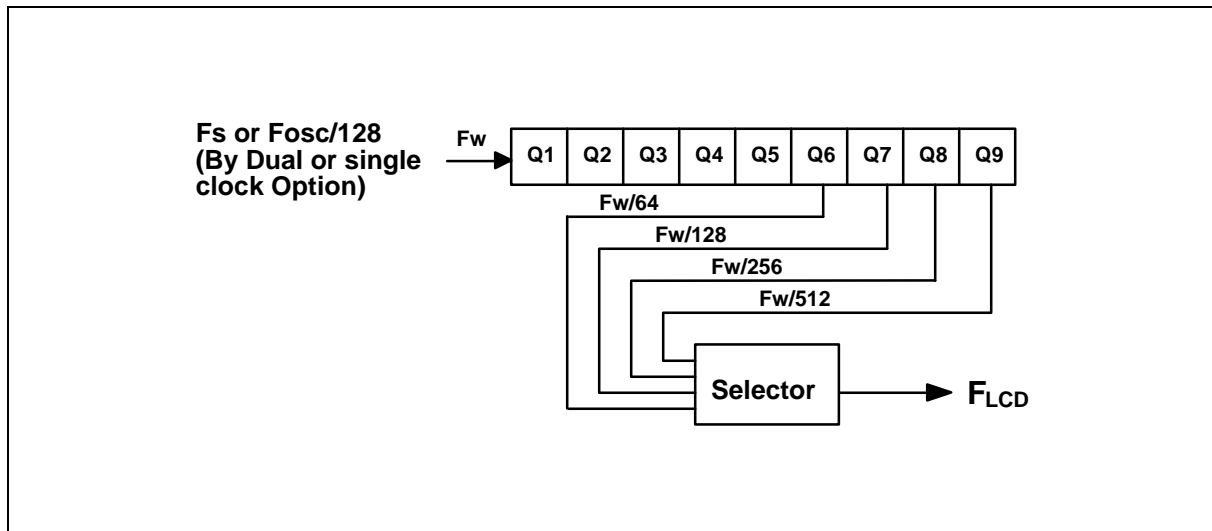 Fs or Fosc/128
(By Dual or single
clock Option)
Fw
Q1 Q2 Q3 Q4 Q5 Q6 Q7 Q8 Q9
Fw/64
Fw/128
Fw/256
Fw/512
Selector
FLCD